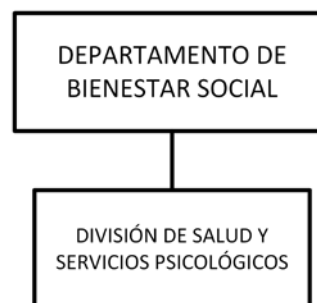 DEPARTAMENTO DE
BIENESTAR SOCIAL
DIVISIÓN DE SALUD Y
SERVICIOS PSICOLÓGICOS